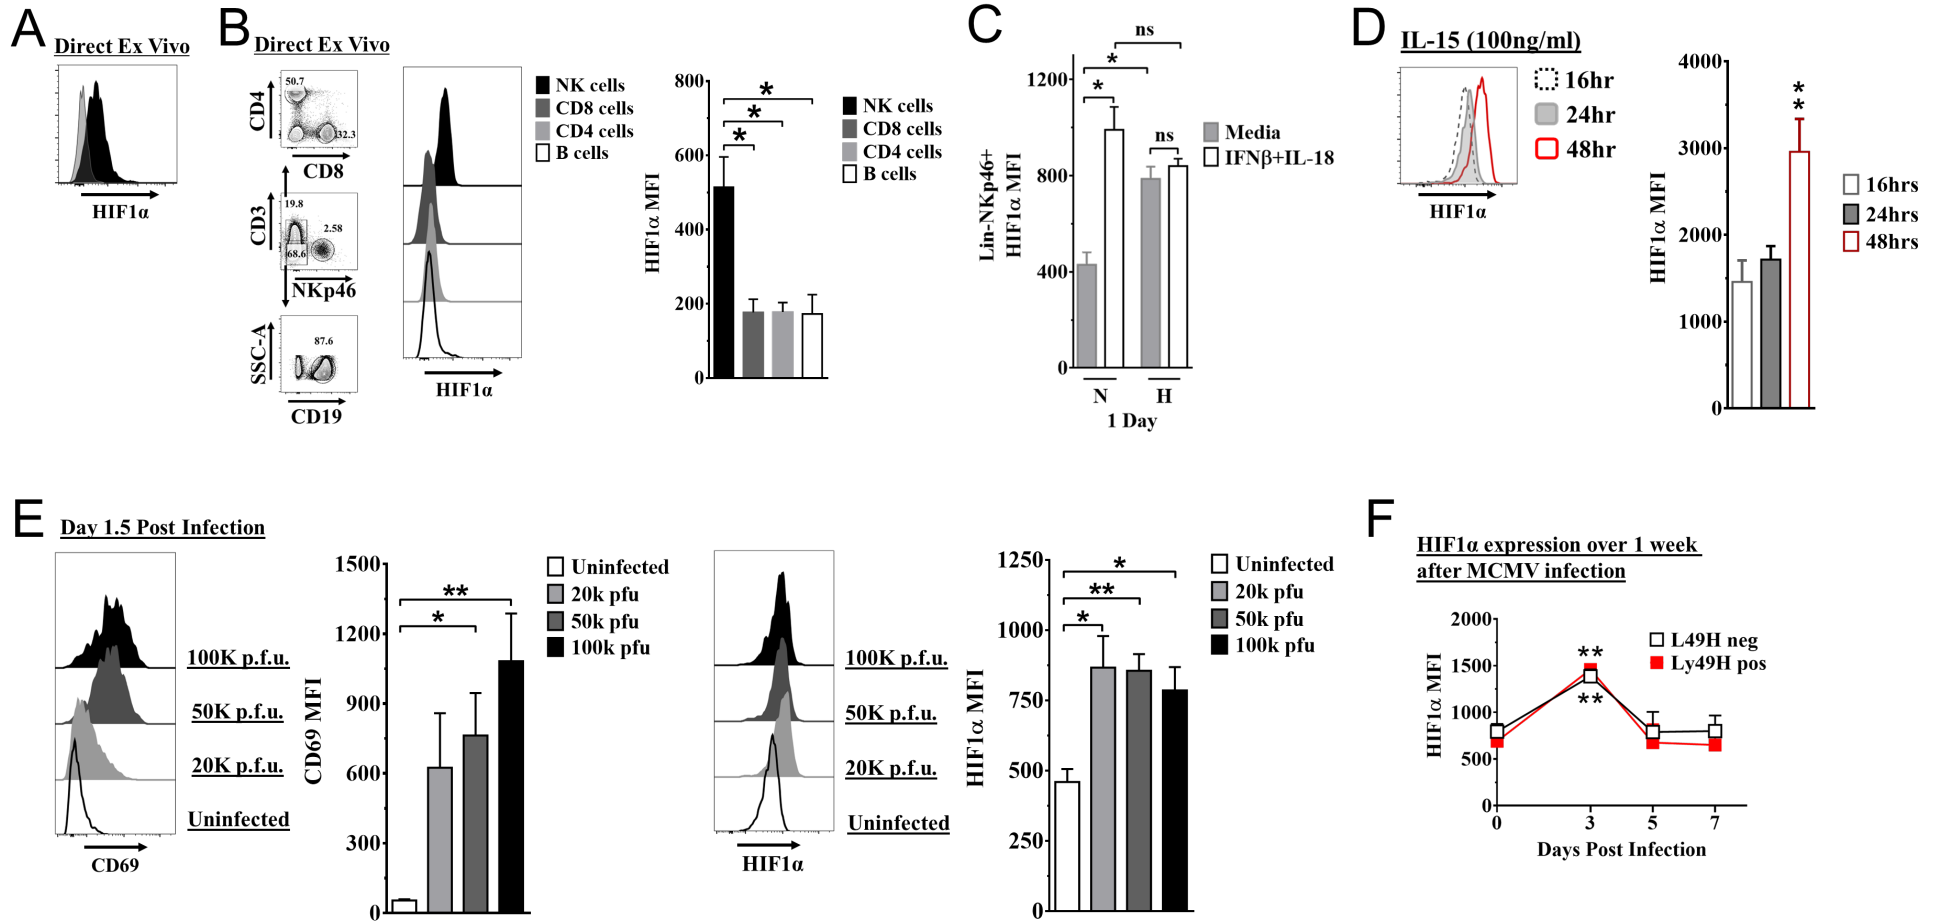 A
Direct Ex Vivo
HIF1α
B
Direct Ex Vivo
50.7
32.3
CD4
CD8
19.8
2.58
68.6
CD3
NKp46
87.6
SSC-A
CD19
HIF1α
NK cells
CD8 cells
CD4 cells
B cells
800
600
400
200
0
HIF1α MFI
*
*
*
NK cells
CD8 cells
CD4 cells
B cells
C
ns
*
*
ns
1200
800
400
0
Lin-NKp46+
HIF1α MFI
Media
IFNβ+IL-18
N
H
1 Day
D
IL-15 (100ng/ml)
16hr
24hr
48hr
HIF1α
4000
3000
2000
1000
0
HIF1α MFI
*
*
16hrs
24hrs
48hrs
E
Day 1.5 Post Infection
100K p.f.u.
50K p.f.u.
20K p.f.u.
Uninfected
CD69
1500
1200
900
600
300
0
CD69 MFI
**
*
Uninfected
20k pfu
50k pfu
100k pfu
100K p.f.u.
50K p.f.u.
20K p.f.u.
Uninfected
HIF1α
1250
1000
750
500
250
0
HIF1α MFI
*
**
*
Uninfected
20k pfu
50k pfu
100k pfu
F
HIF1α expression over 1 week
after MCMV infection
2000
1500
1000
500
0
HIF1α MFI
**
**
L49H neg
Ly49H pos
0
3
5
7
Days Post Infection